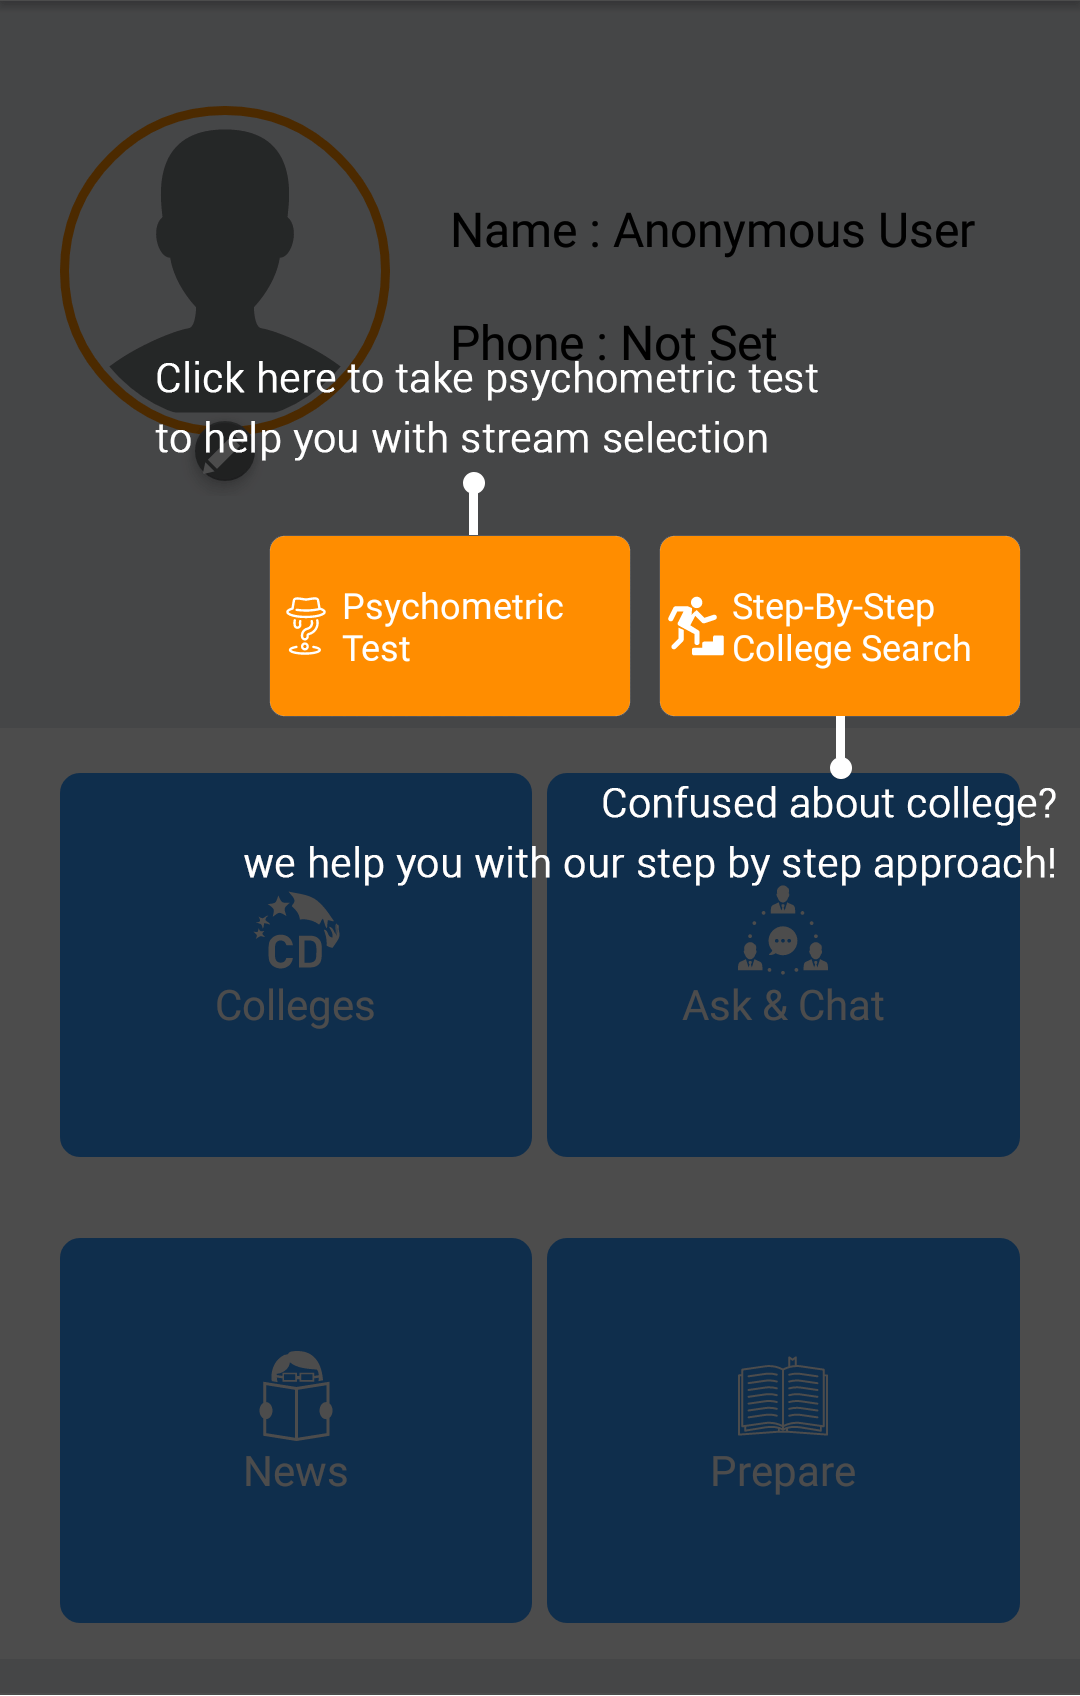 Name : Anonymous User
Phone : Not Set
Click here to take psychometric test
to help you with stream selection
Psychometric
Test
Step-By-Step
College Search
Confused about college?
we help you with our step by step approach!
CD
Colleges
Ask & Chat
News
Prepare